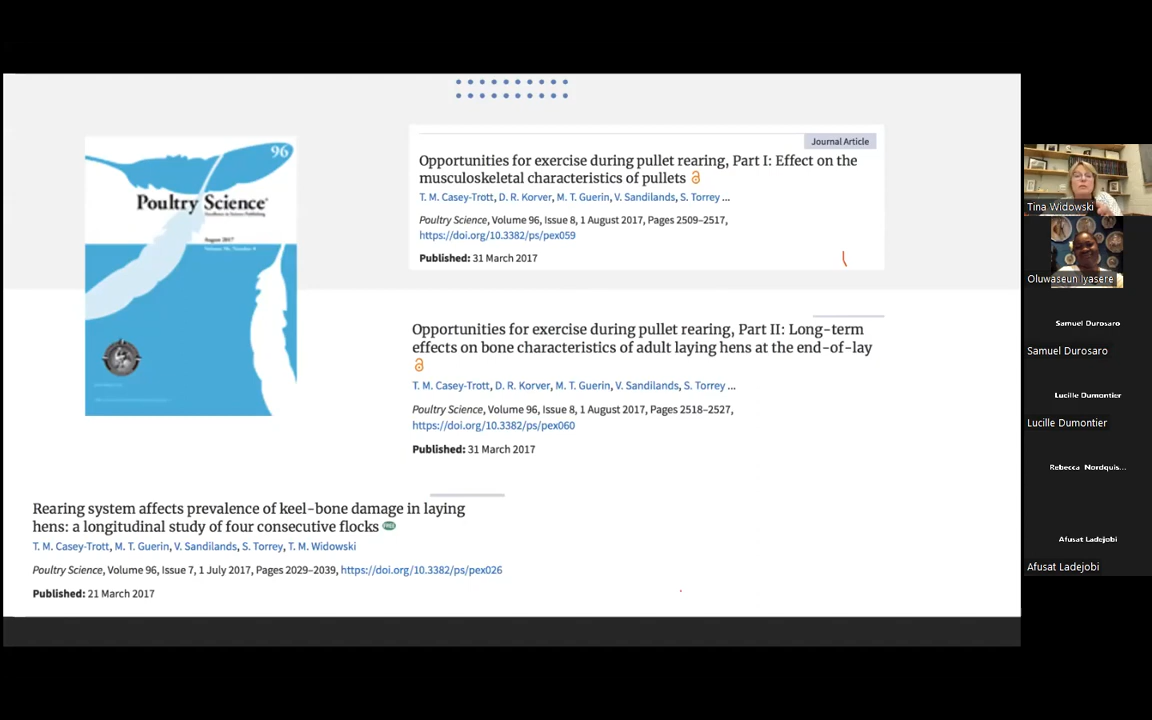 96
Poultry Science
August 2017
Journal Article
Opportunities for exercise during pullet rearing, Part I: Effect on the
musculoskeletal characteristics of pullets
T. M. Casey-Trott, D. R. Korver, M. T. Guerin, V. Sandilands, S. Torrey ...
Poultry Science, Volume 96, Issue 8, 1 August 2017, Pages 2509–2517,
https://doi.org/10.3382/ps/pex059
Published: 31 March 2017
Opportunities for exercise during pullet rearing, Part II: Long-term
effects on bone characteristics of adult laying hens at the end-of-lay
T. M. Casey-Trott, D. R. Korver, M. T. Guerin, V. Sandilands, S. Torrey ...
Poultry Science, Volume 96, Issue 8, 1 August 2017, Pages 2518–2527,
https://doi.org/10.3382/ps/pex060
Published: 31 March 2017
Rearing system affects prevalence of keel-bone damage in laying
hens: a longitudinal study of four consecutive flocks
T. M. Casey-Trott, M. T. Guerin, V. Sandilands, S. Torrey, T. M. Widowski
Poultry Science, Volume 96, Issue 7, 1 July 2017, Pages 2029–2039, https://doi.org/10.3382/ps/pex026
Published: 21 March 2017
Tina Widowski
Oluwaseun Iyasere
Samuel Durosaro
Samuel Durosaro
Lucille Dumontier
Lucille Dumontier
Rebecca Nordquis...
Afusat Ladejobi
Afusat Ladejobi